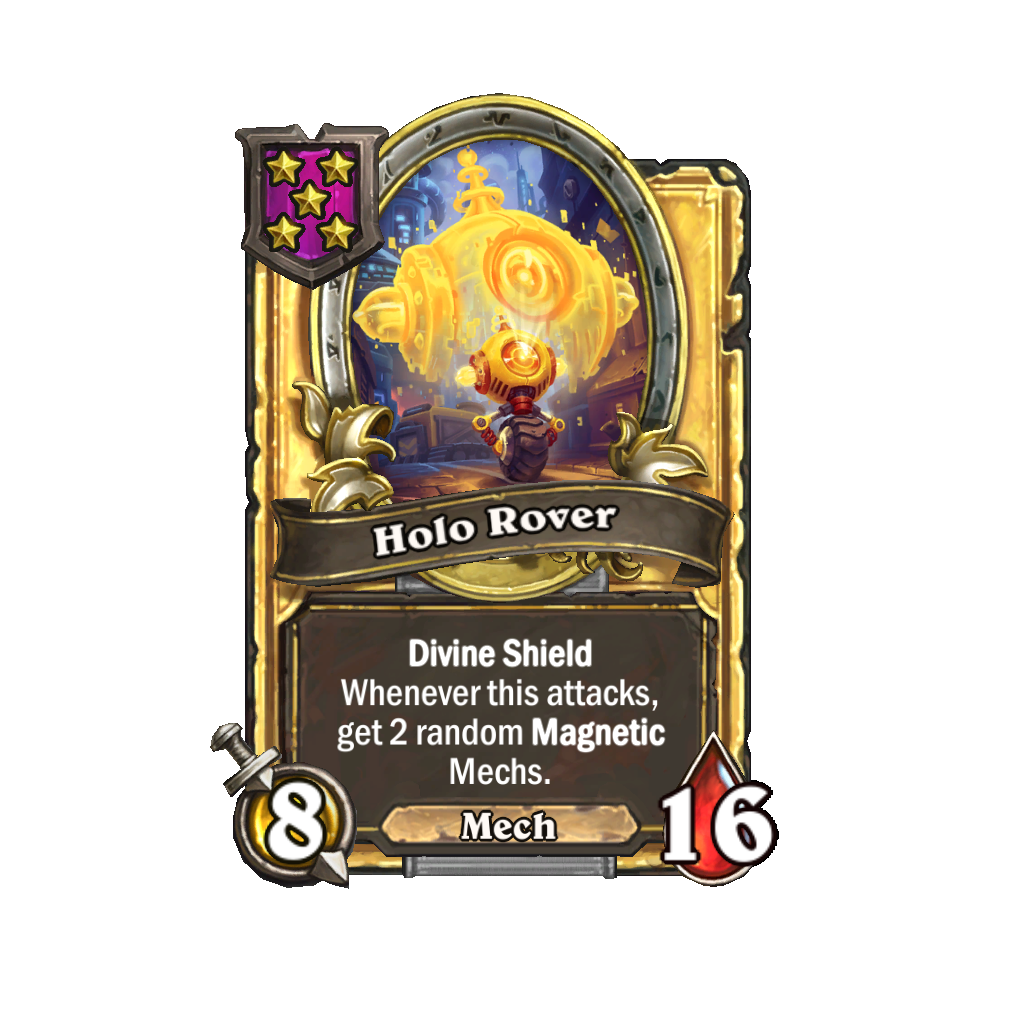 Holo Rover
Divine Shield
Whenever this attacks,
get 2 random Magnetic
Mechs.
8
Mech
16